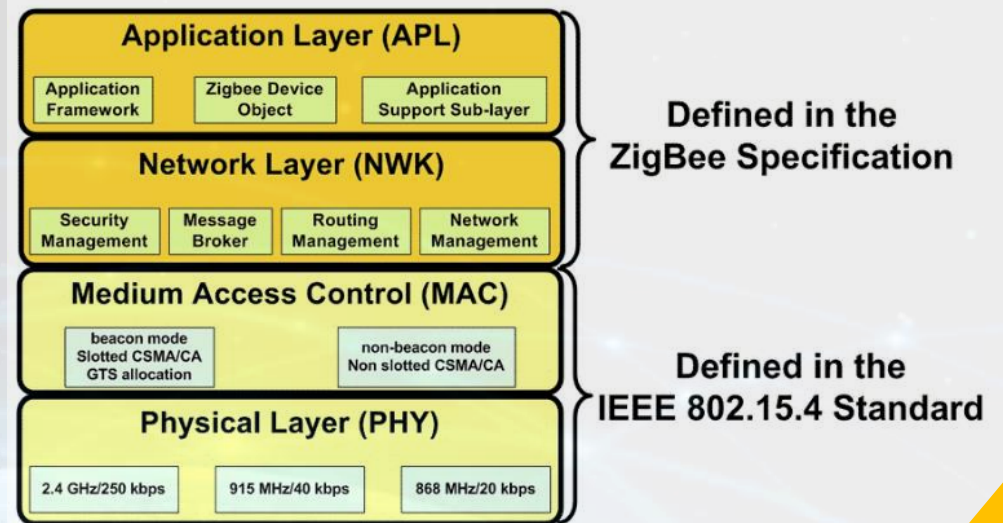 Application Layer (APL)
Application
Framework
Zigbee Device
Object
Application
Support Sub-layer
Network Layer (NWK)
Security
Management
Message
Broker
Routing
Management
Network
Management
Defined in the
ZigBee Specification
Medium Access Control (MAC)
beacon mode
Slotted CSMA/CA
GTS allocation
non-beacon mode
Non slotted CSMA/CA
Physical Layer (PHY)
2.4 GHz/250 kbps
915 MHz/40 kbps
868 MHz/20 kbps
Defined in the
IEEE 802.15.4 Standard